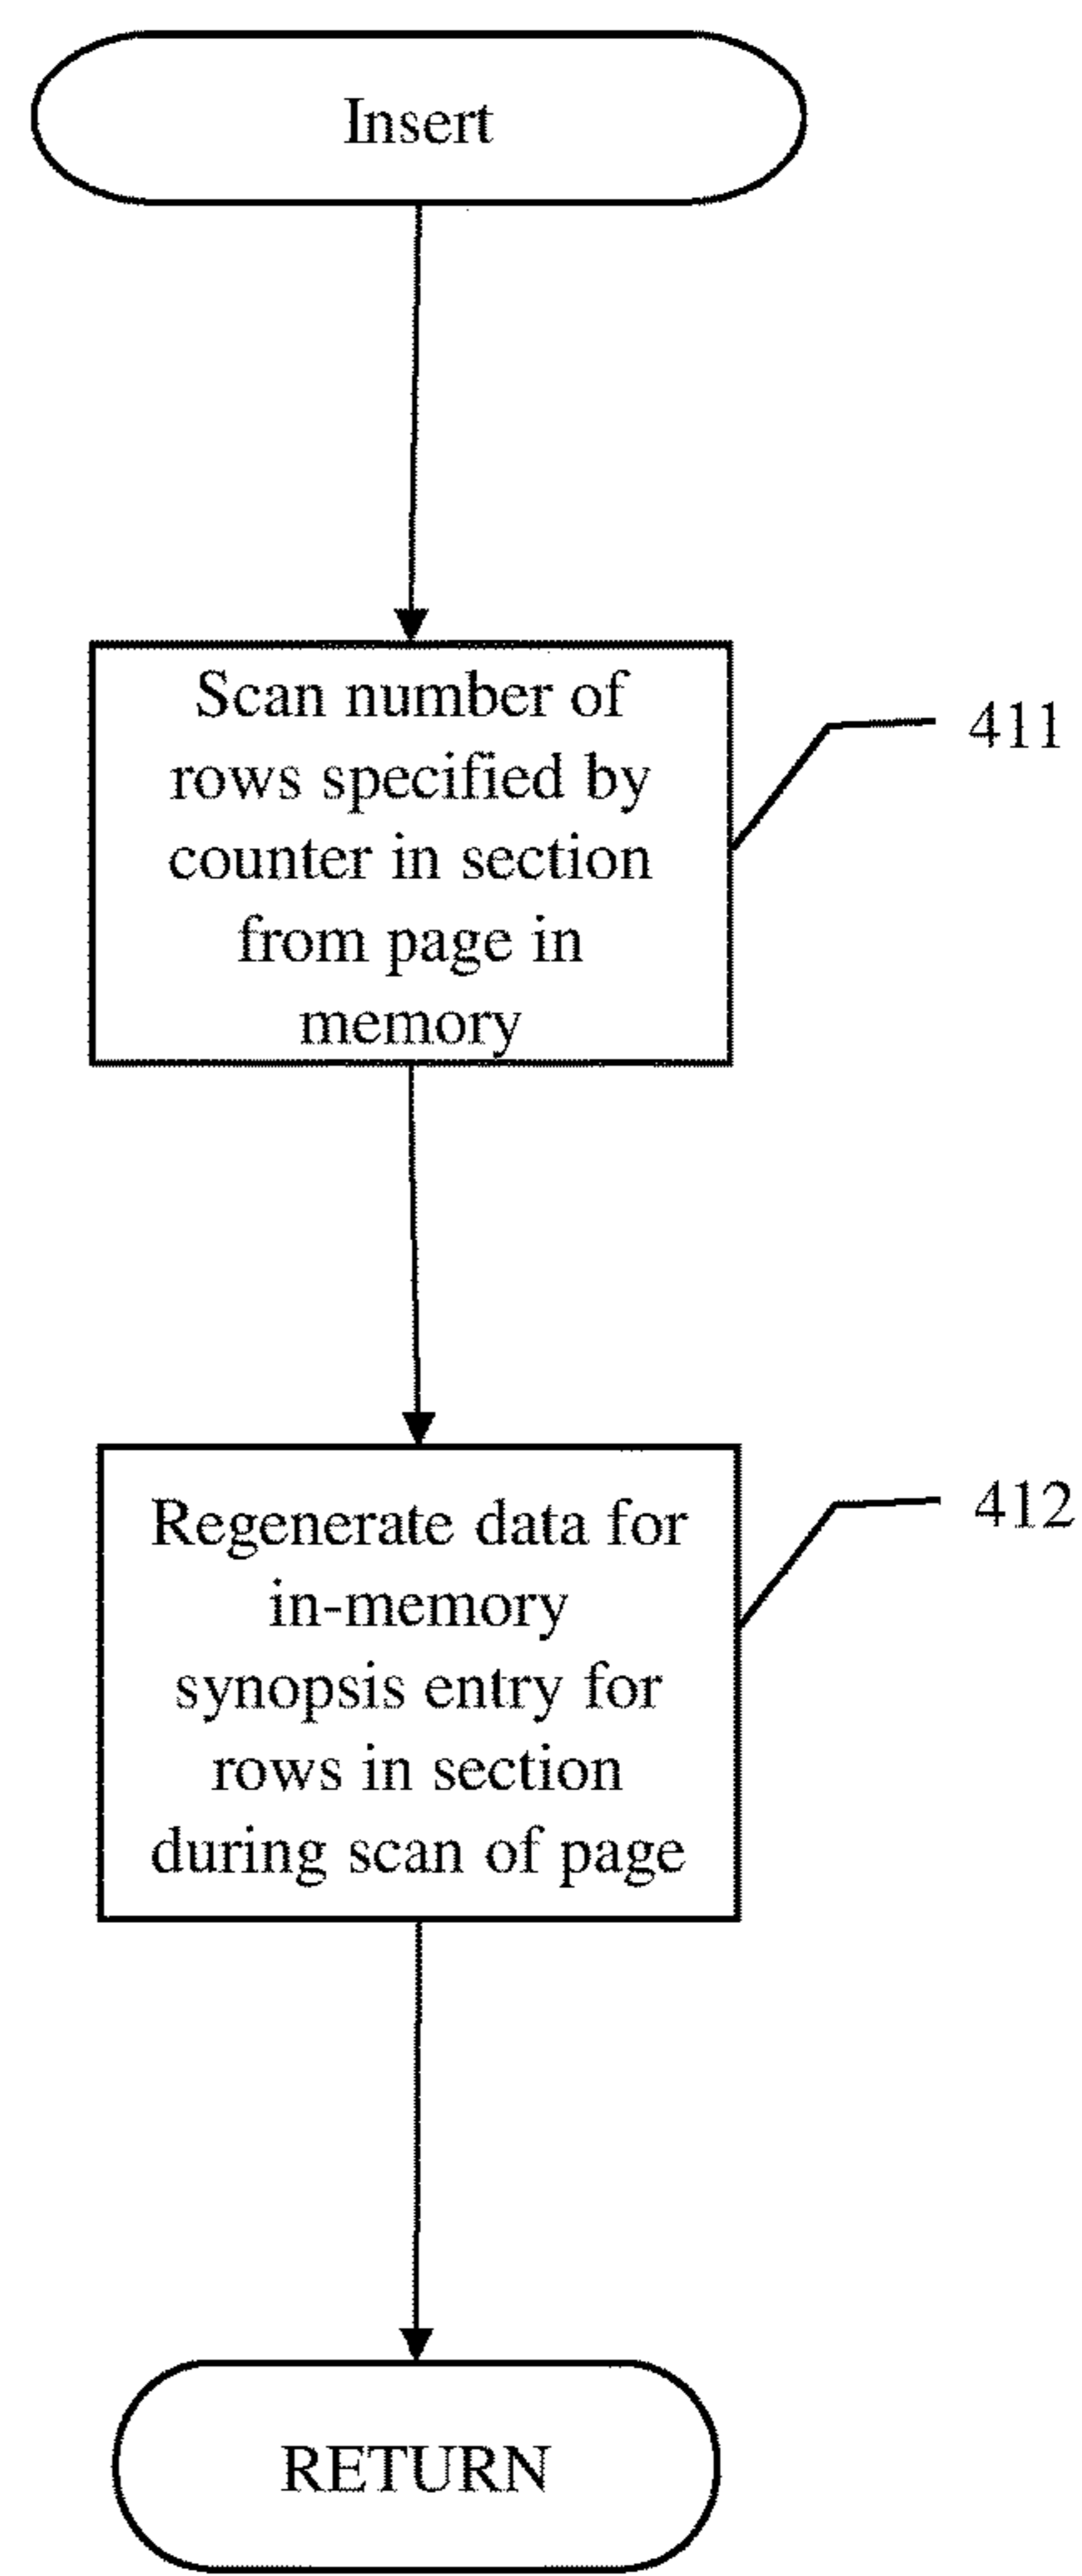 Insert
Scan number of
rows specified by
counter in section
from page in
memory
411
Regenerate data for
in-memory
synopsis entry for
rows in section
during scan of page
412
RETURN